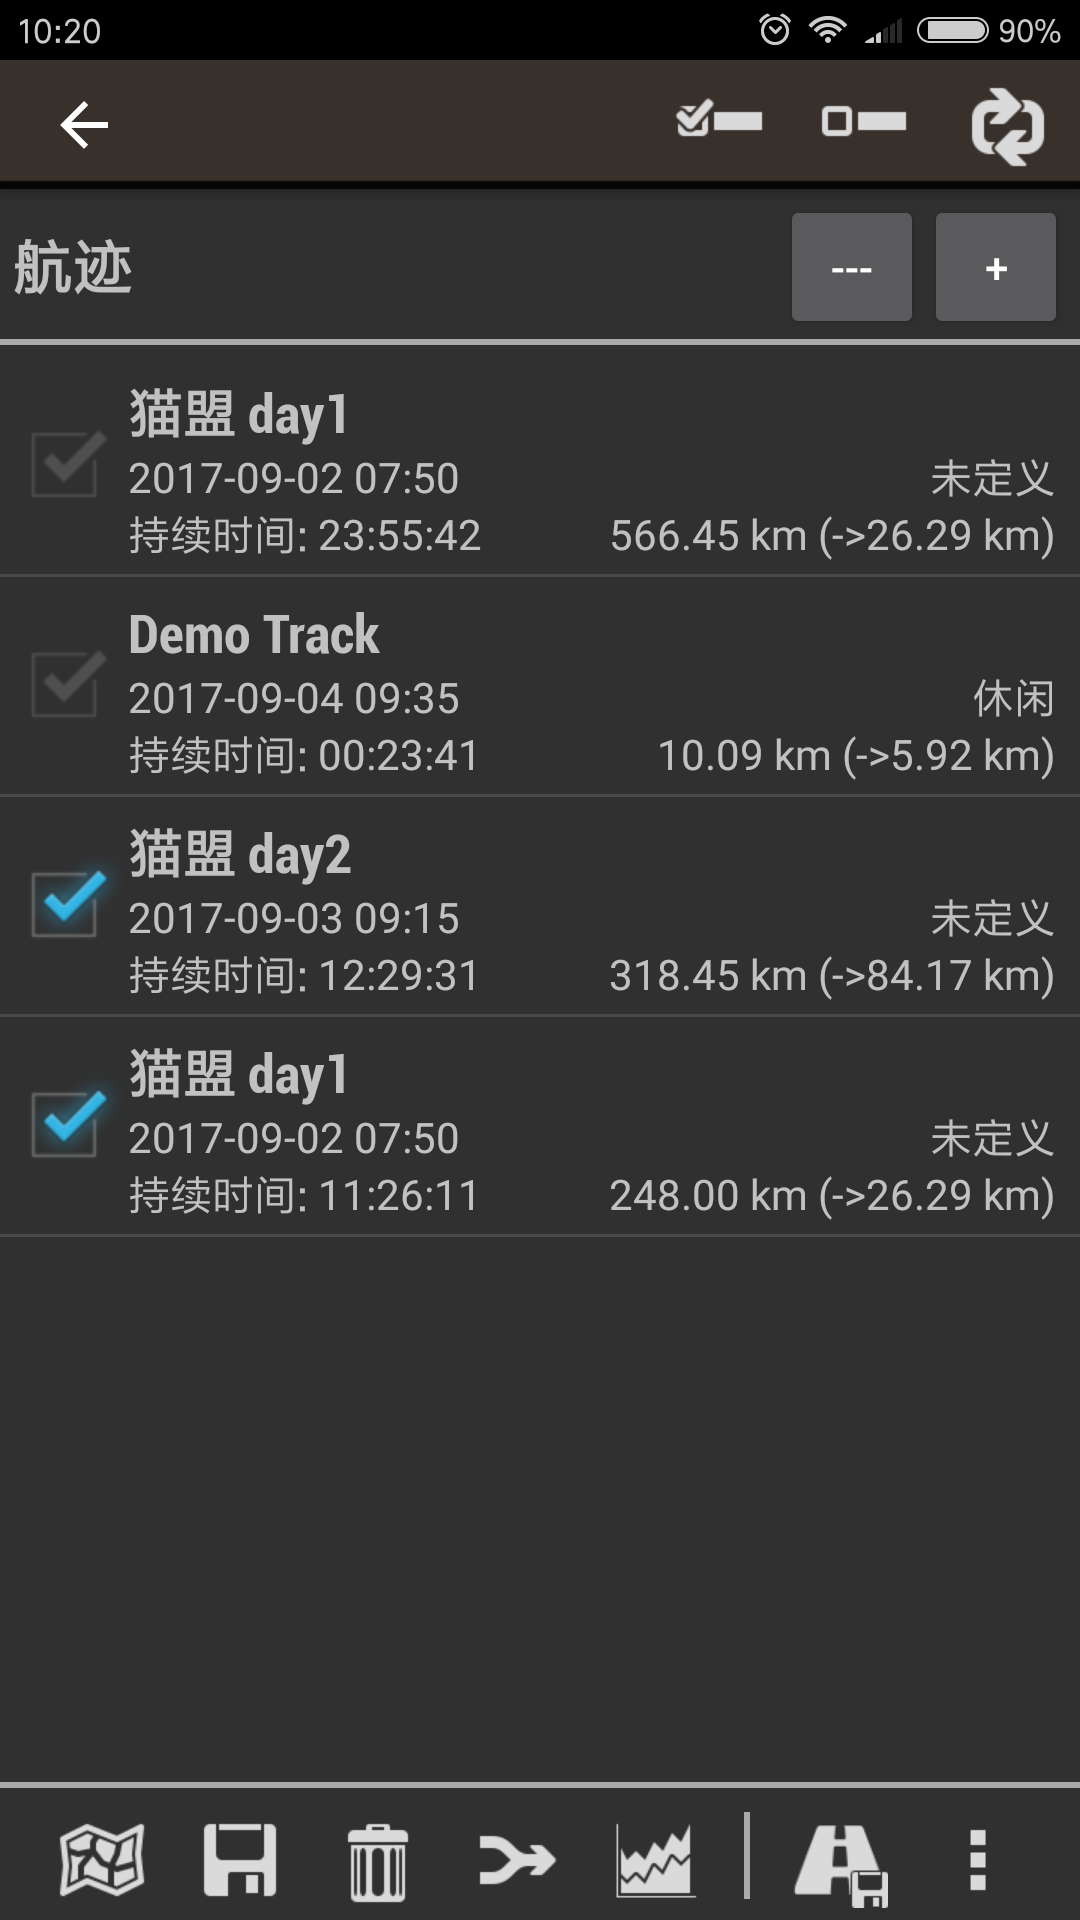 10:20
90%
航迹
---
+
猫盟 day1
2017-09-02 07:50
未定义
持续时间: 23:55:42
566.45 km (->26.29 km)
Demo Track
2017-09-04 09:35
休闲
持续时间: 00:23:41
10.09 km (->5.92 km)
猫盟 day2
2017-09-03 09:15
未定义
持续时间: 12:29:31
318.45 km (->84.17 km)
猫盟 day1
2017-09-02 07:50
未定义
持续时间: 11:26:11
248.00 km (->26.29 km)